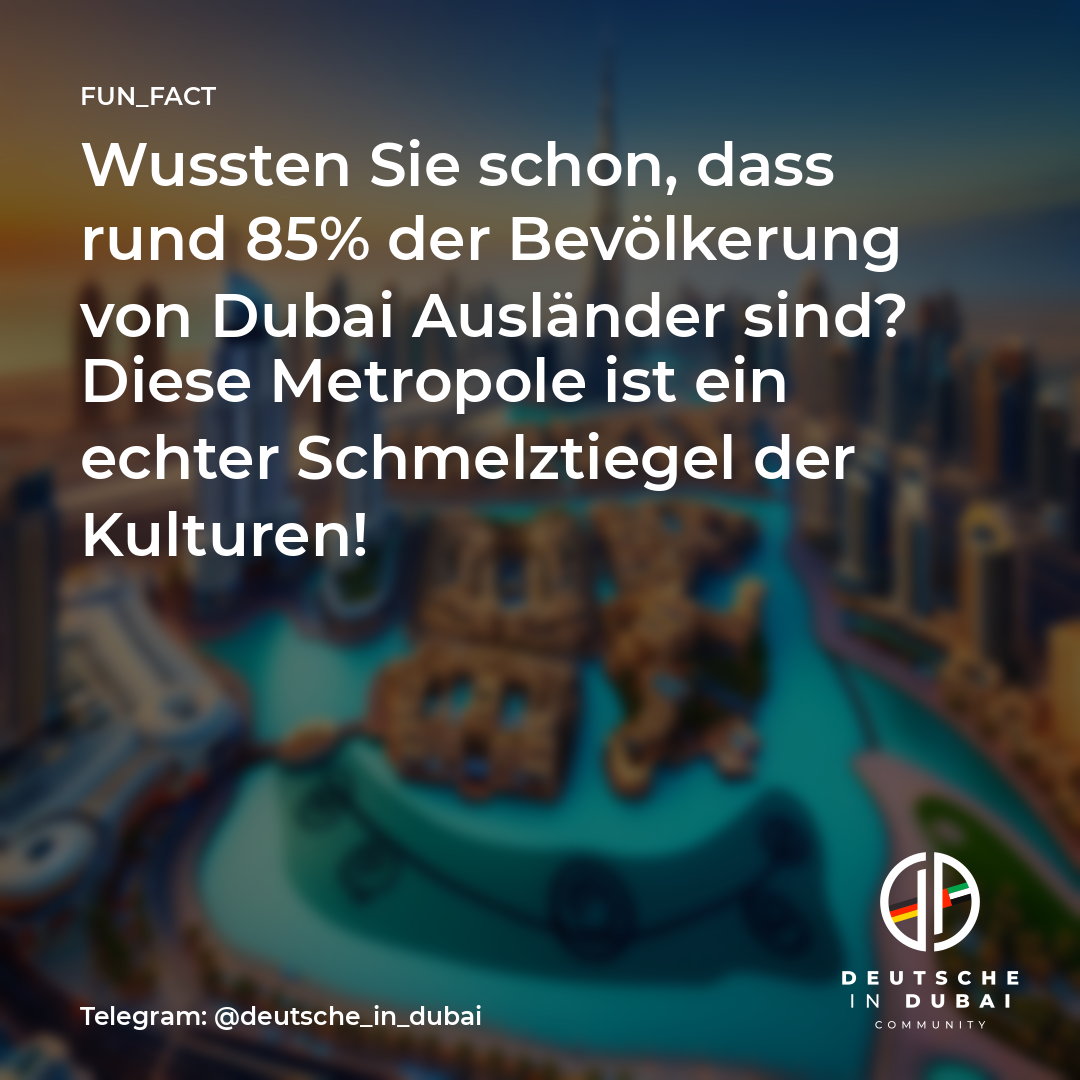 FUN_FACT
Wussten Sie schon, dass
rund 85% der Bevölkerung
von Dubai Ausländer sind?
Diese Metropole ist ein
echter Schmelztiegel der
Kulturen!
DEUTSCHE
IN DUBAI
COMMUNITY
Telegram: @deutsche_in_dubai